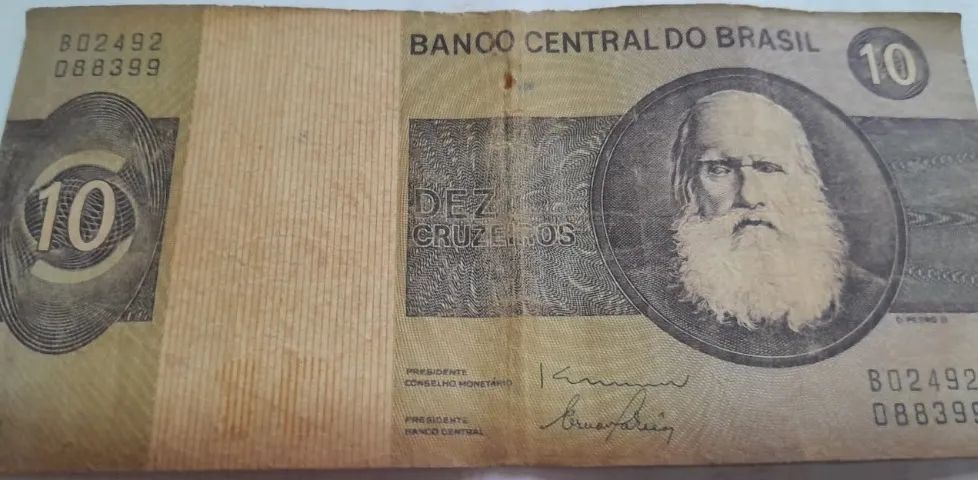 B02492
088399
BANCO CENTRAL DO BRASIL
10
10
DEZ
CRUZEIROS
D. PEDRO II
PRESIDENTE
CONSELHO MONETÁRIO
PRESIDENTE
BANCO CENTRAL
B02492
088399